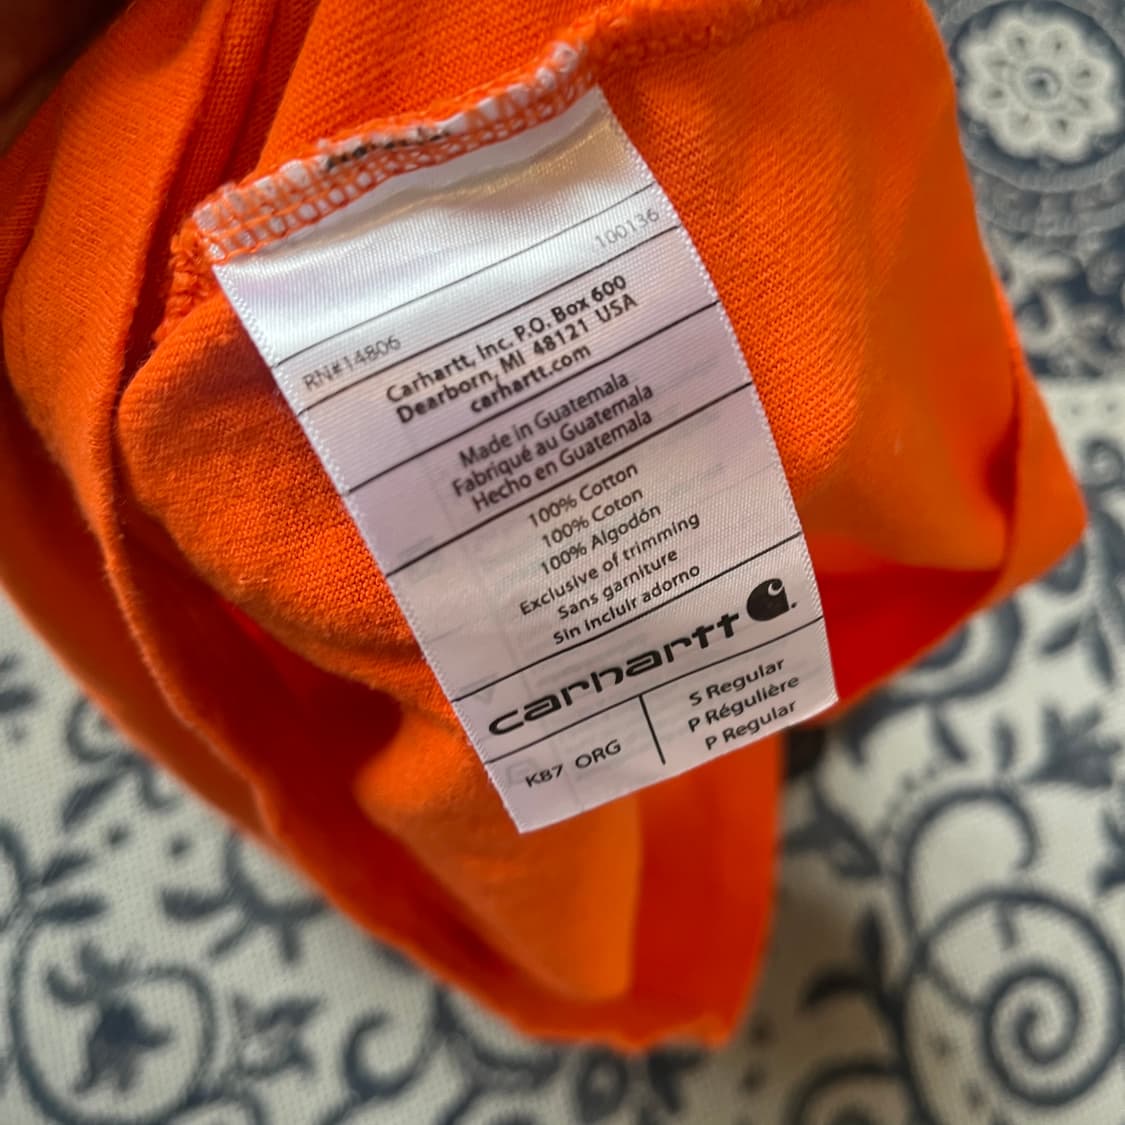 RN#14806 100136
Carhartt, Inc. P.O. Box 600
Dearborn, MI 48121 USA
carhartt.com
Made in Guatemala
Fabriqué au Guatemala
Hecho en Guatemala
100% Cotton
100% Coton
100% Algodón
Exclusive of trimming
Sans garniture
Sin incluir adorno
carhartt
K87 ORG
S Regular
P Régulière
P Regular